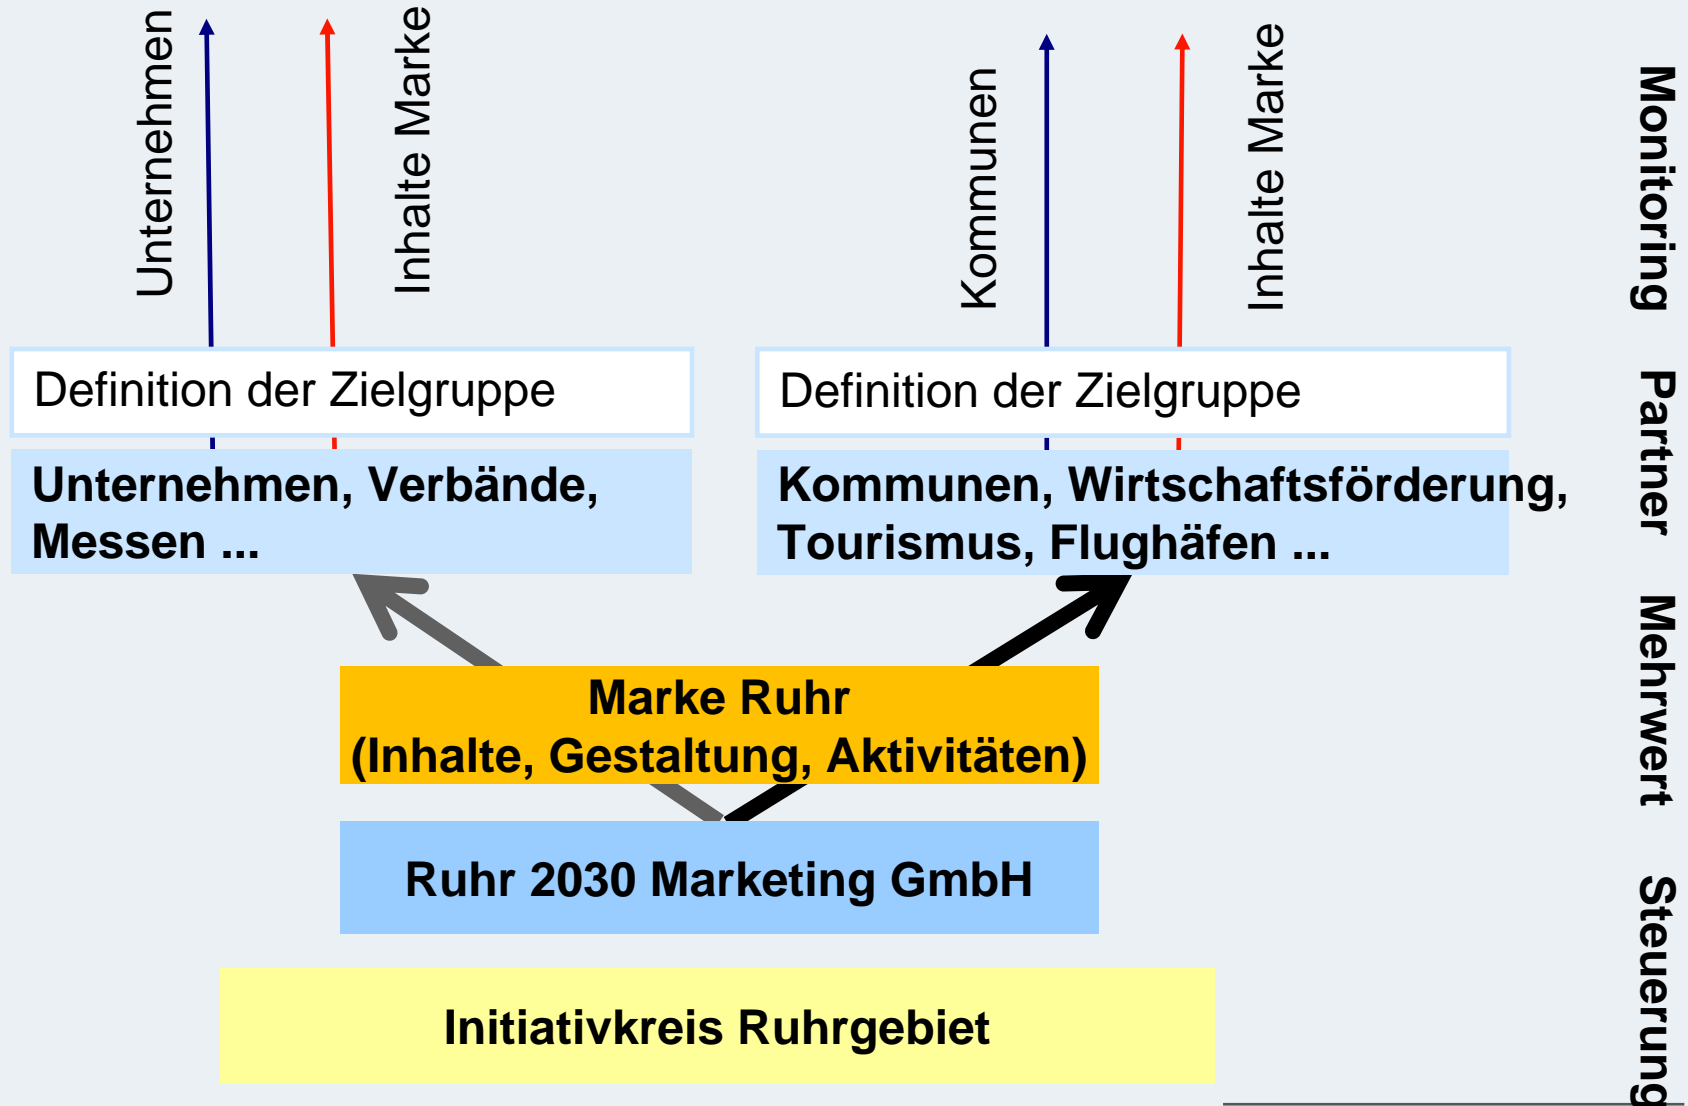 Unternehmen
Inhalte Marke
Kommunen
Inhalte Marke
Monitoring
Definition der Zielgruppe
Definition der Zielgruppe
Unternehmen, Verbände,
Messen ...
Kommunen, Wirtschaftsförderung,
Tourismus, Flughäfen ...
Partner
Marke Ruhr
(Inhalte, Gestaltung, Aktivitäten)
Mehrwert
Ruhr 2030 Marketing GmbH
Initiativkreis Ruhrgebiet
Steuerung